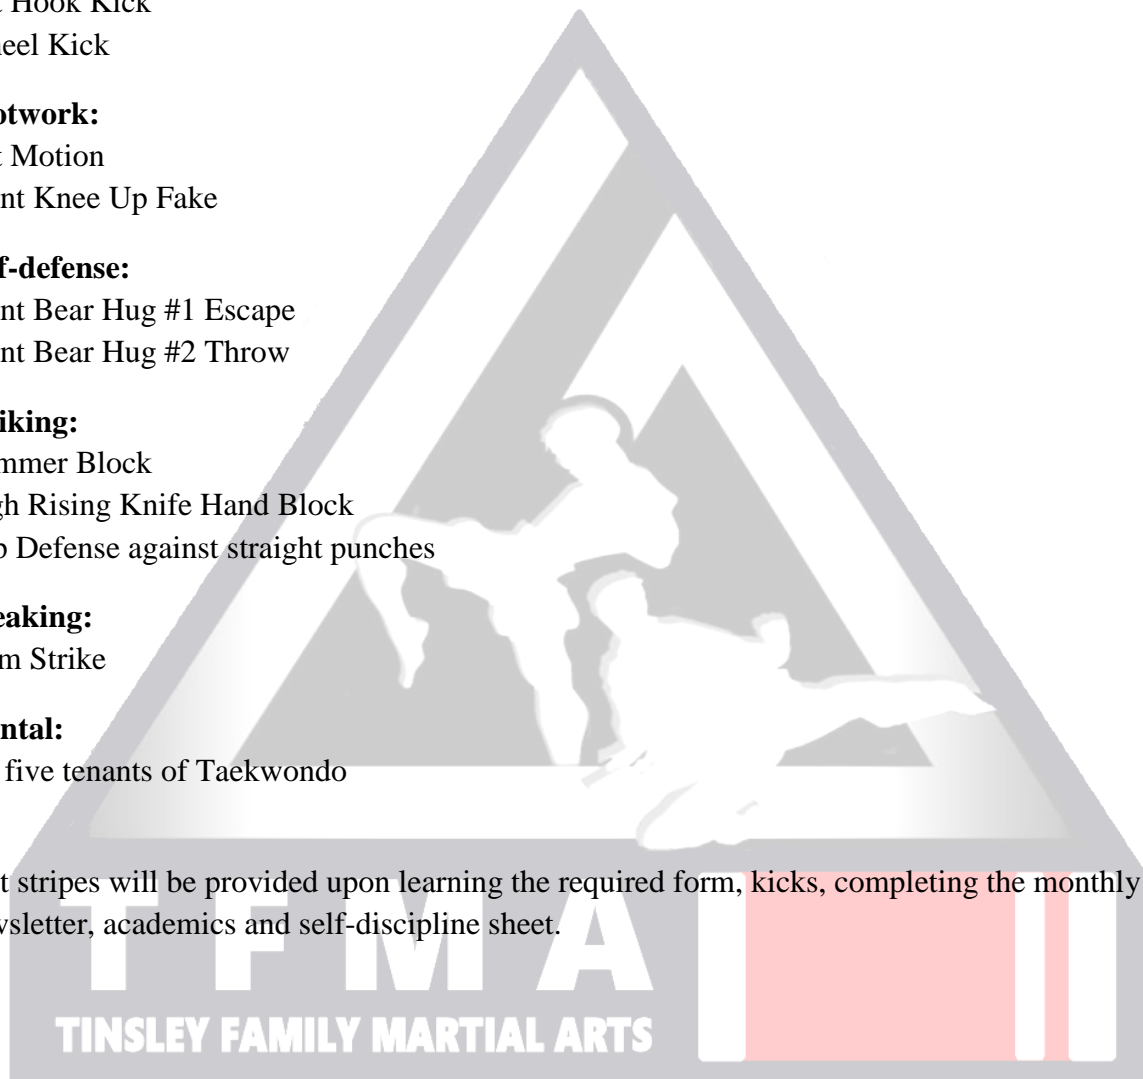 Hook Kick
eel Kick
otwork:
t Motion
nt Knee Up Fake
f-defense:
nt Bear Hug #1 Escape
nt Bear Hug #2 Throw
iking:
mmer Block
gh Rising Knife Hand Block
Defense against straight punches
eaking:
m Strike
ntal:
five tenants of Taekwondo
t stripes will be provided upon learning the required form, kicks, completing the monthly
wsletter, academics and self-discipline sheet.
TFMA
TINSLEY FAMILY MARTIAL ARTS